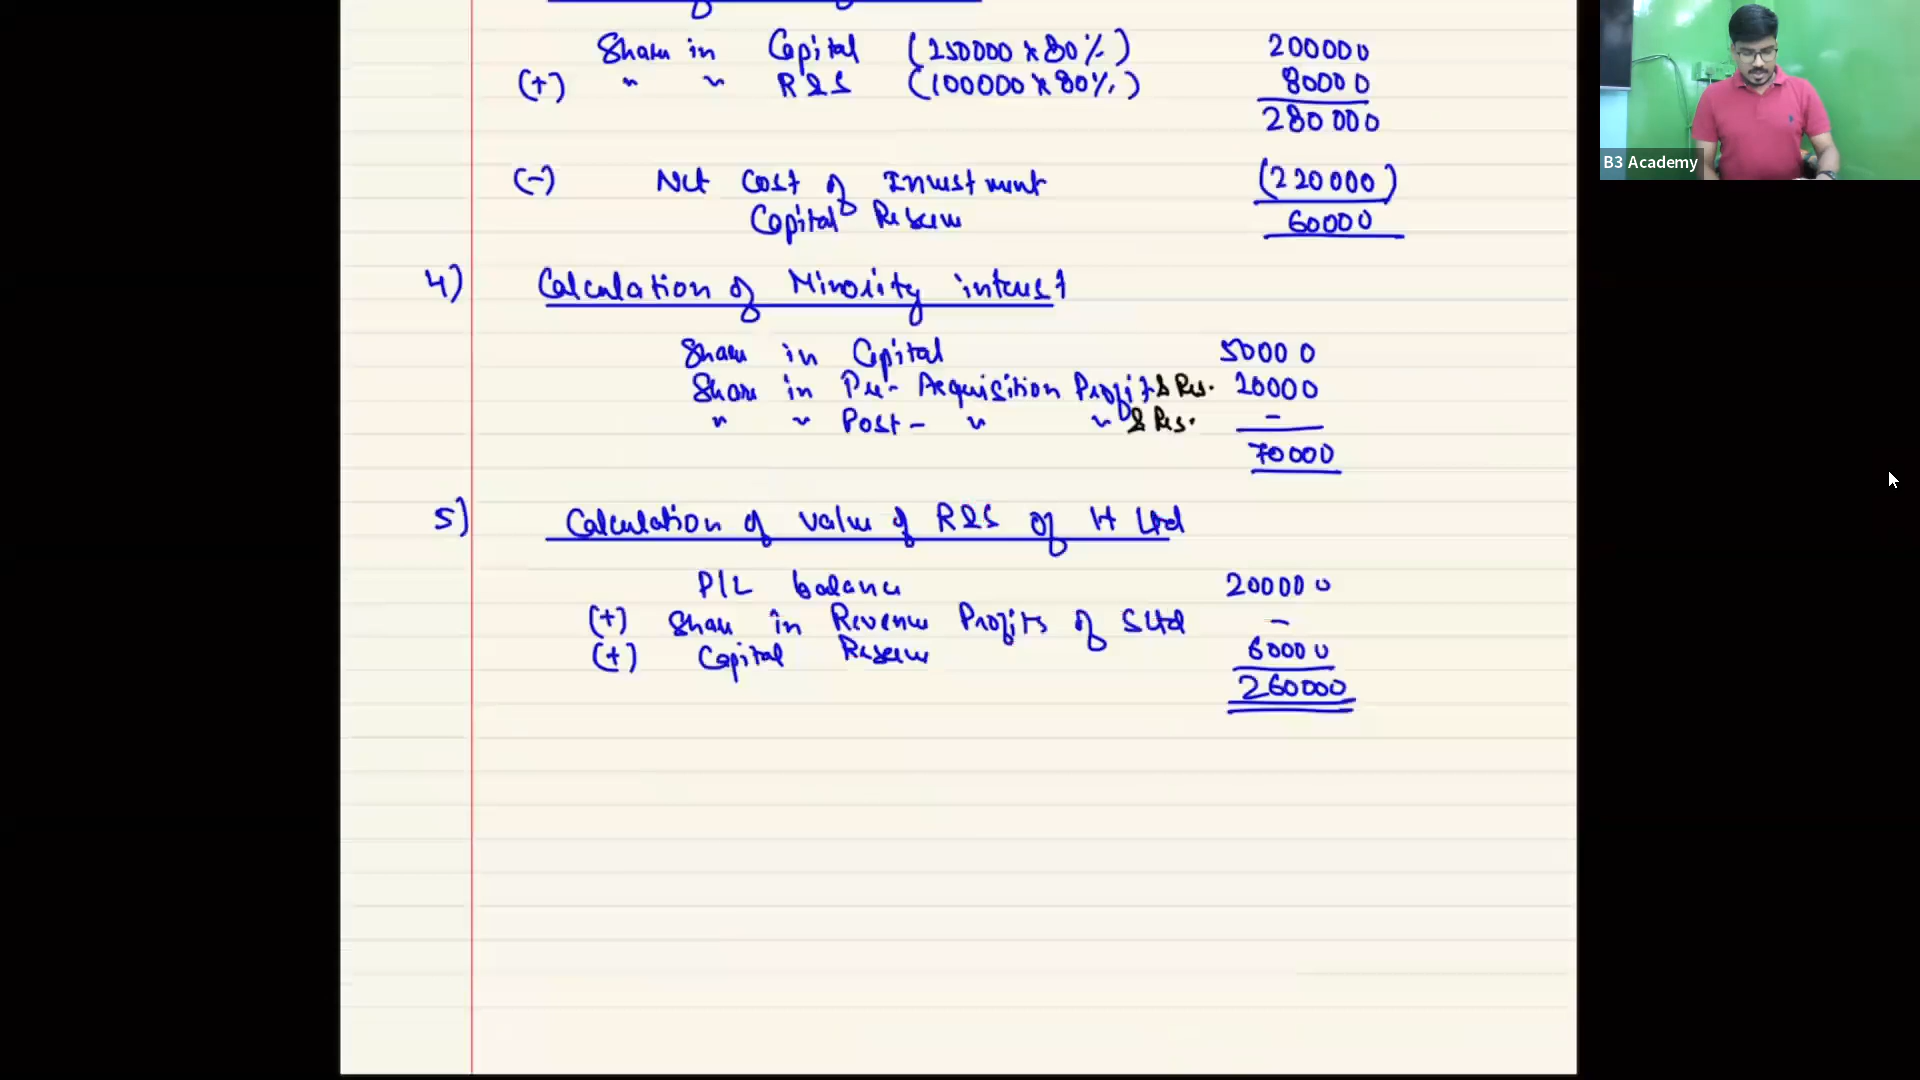 Share in Capital (250000 x 80%) 200000
(+) " " R&S (100000 x 80%) 80000
280000
(-) Net Cost of Investment (220000)
Capital Reserve 60000
4) Calculation of Minority interest
Share in Capital 50000
Share in Pre- Acquisition Profit & Res. 20000
" " Post- " " & Res. -
70000
5) Calculation of value of R&S of H Ltd
P/L balance 200000
(+) Share in Revenue Profits of S Ltd -
(+) Capital Reserve 60000
260000
B3 Academy